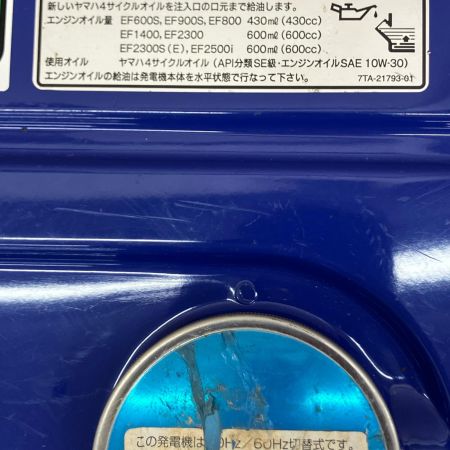 新しいヤマハ4サイクルオイルを注入口の口元まで給油します。
エンジンオイル量 EF600S, EF900S, EF800 430㎖(430cc)
EF1400, EF2300 600㎖(600cc)
EF2300S(E), EF2500i 600㎖(600cc)
使用オイル ヤマハ4サイクルオイル(API分類SE級・エンジンオイルSAE 10W-30)
エンジンオイルの給油は発電機本体を水平状態で行なって下さい。 7TA-21793-01
この発電機は 0Hz/60Hz切替式です。